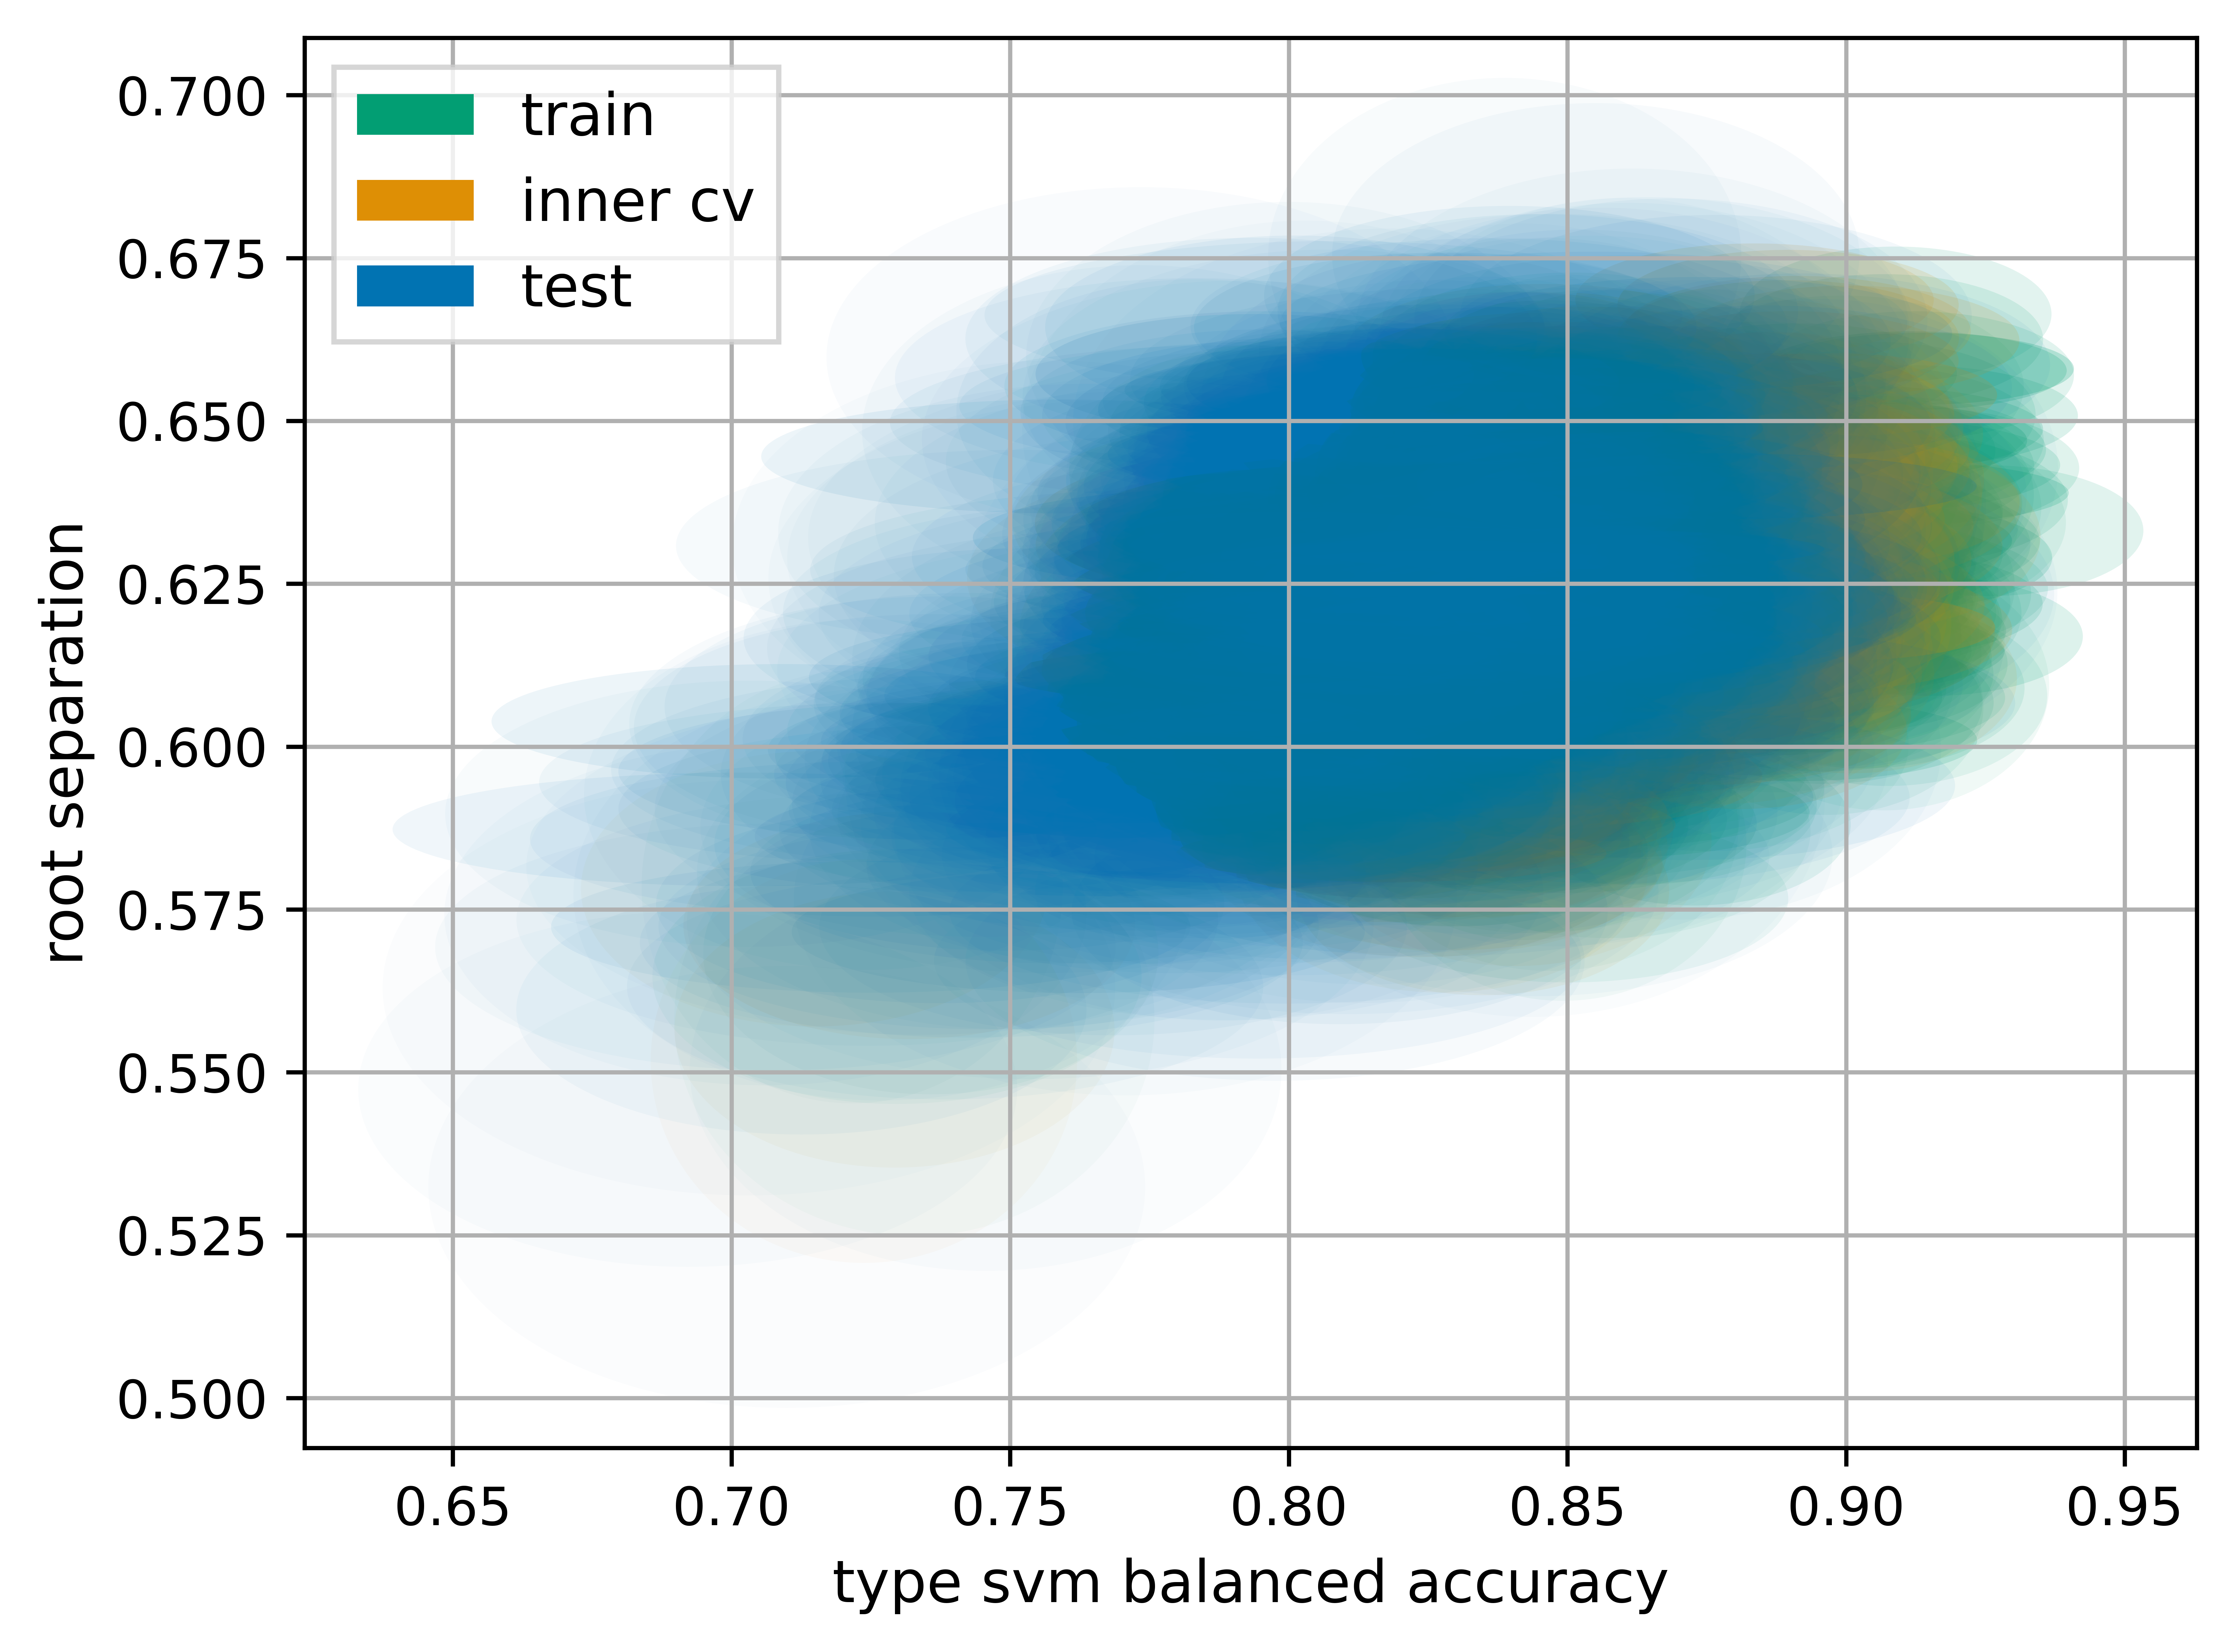 train
inner cv
test
0.700
0.675
0.650
0.625
0.600
0.575
0.550
0.525
0.500
root separation
0.65 0.70 0.75 0.80 0.85 0.90 0.95
type svm balanced accuracy